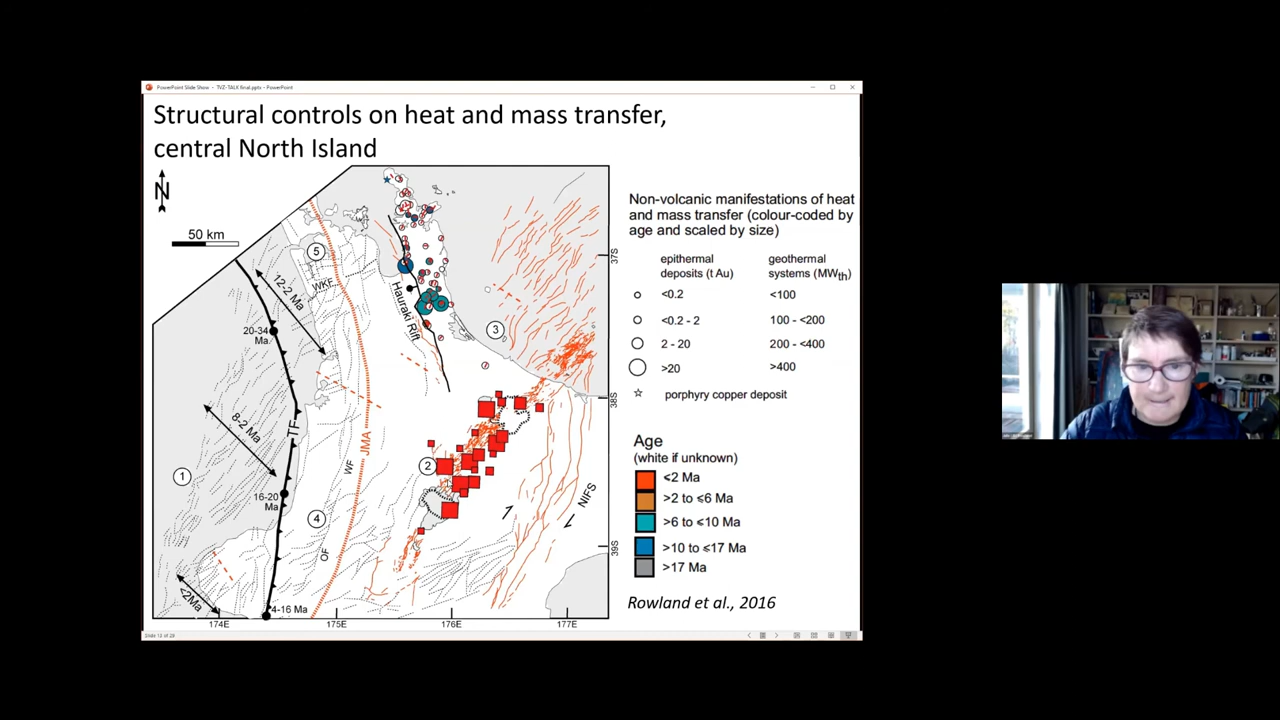 PowerPoint Slide Show - TVZ-TALK final.pptx - PowerPoint
Structural controls on heat and mass transfer,
central North Island
N
50 km
5
WKF
12-2 Ma
20-34
Ma
Hauraki Rift
3
37S
38S
TF
JMA
8-2 Ma
WF
2
1
16-20
Ma
4
OF
NIFS
39S
<2Ma
4-16 Ma
174E
175E
176E
177E
Non-volcanic manifestations of heat
and mass transfer (colour-coded by
age and scaled by size)
epithermal geothermal
deposits (t Au) systems (MWth)
<0.2 <100
<0.2 - 2 100 - <200
2 - 20 200 - <400
>20 >400
porphyry copper deposit
Age
(white if unknown)
<2 Ma
>2 to ≤6 Ma
>6 to ≤10 Ma
>10 to ≤17 Ma
>17 Ma
Rowland et al., 2016